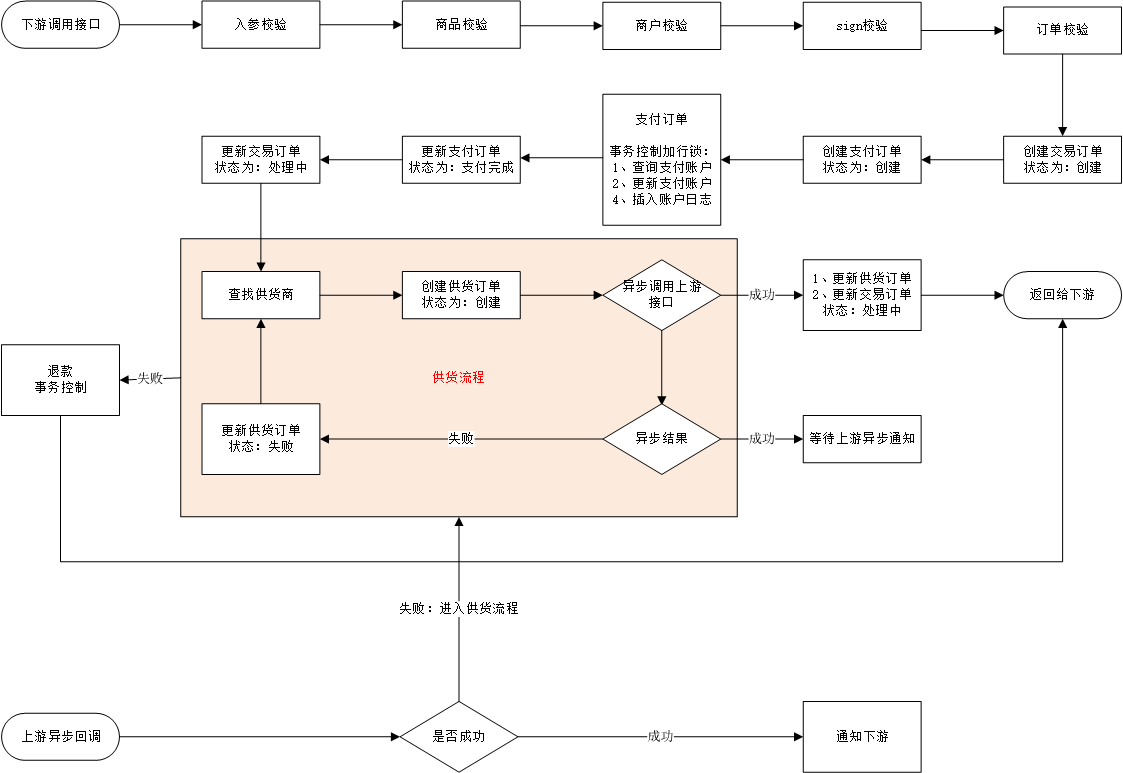 下游调用接口
入参校验
商品校验
商户校验
sign校验
订单校验
支付订单
事务控制加行锁：
1、查询支付账户
2、更新支付账户
4、插入账户日志
更新交易订单
状态为：处理中
更新支付订单
状态为：支付完成
创建支付订单
状态为：创建
创建交易订单
状态为：创建
查找供货商
创建供货订单
状态为：创建
异步调用上游
接口
成功
1、更新供货订单
2、更新交易订单
状态：处理中
返回给下游
退款
事务控制
失败
供货流程
更新供货订单
状态：失败
失败
异步结果
成功
等待上游异步通知
失败：进入供货流程
上游异步回调
是否成功
成功
通知下游